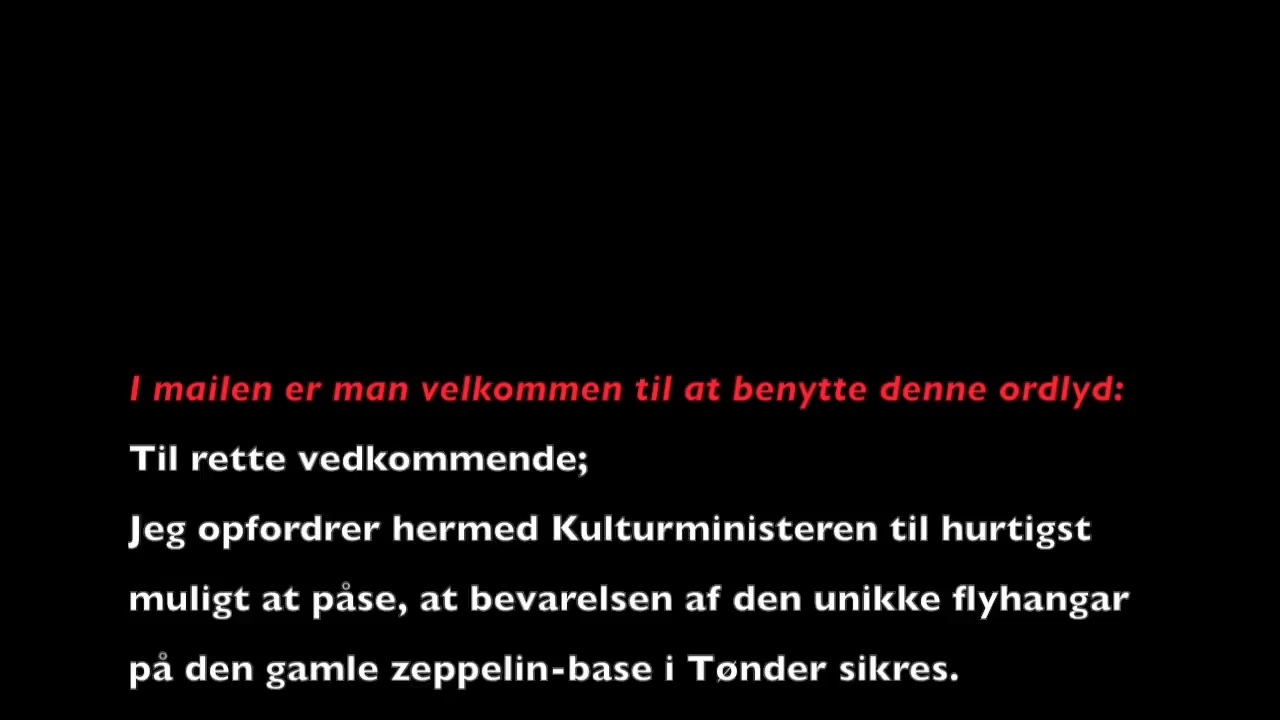 I mailen er man velkommen til at benytte denne ordlyd:
Til rette vedkommende;
Jeg opfordrer hermed Kulturministeren til hurtigst
muligt at påse, at bevarelsen af den unikke flyhangar
på den gamle zeppelin-base i Tønder sikres.